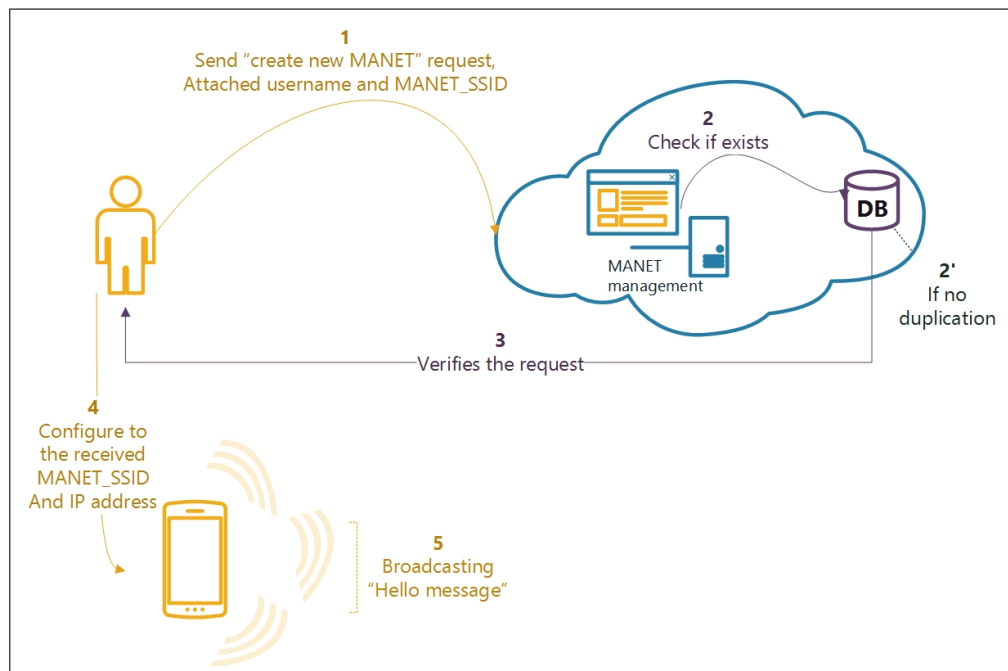 1
Send “create new MANET” request,
Attached username and MANET_SSID
2
Check if exists
DB
MANET
management
2'
If no
duplication
3
Verifies the request
4
Configure to
the received
MANET_SSID
And IP address
5
Broadcasting
“Hello message”